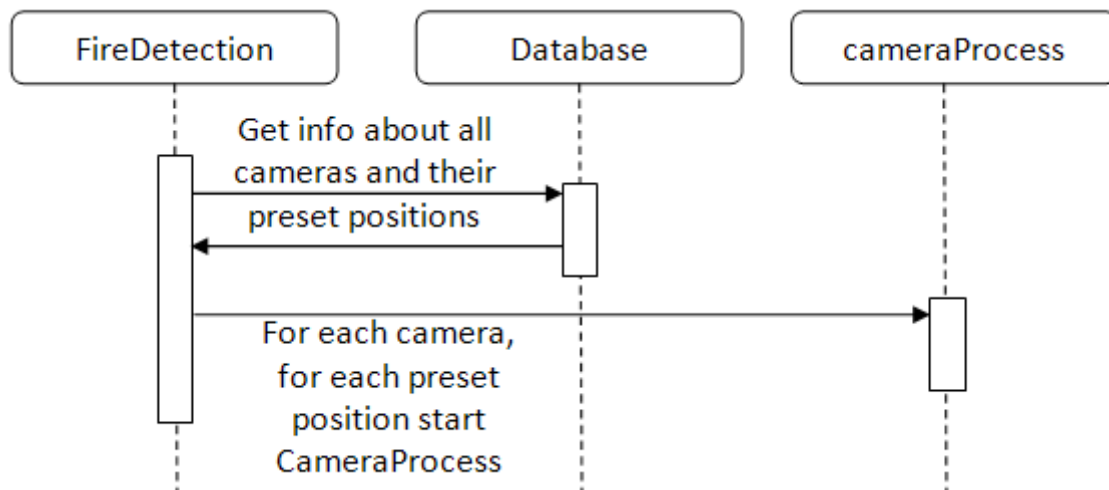 FireDetection
Database
cameraProcess
Get info about all
cameras and their
preset positions
For each camera,
for each preset
position start
CameraProcess